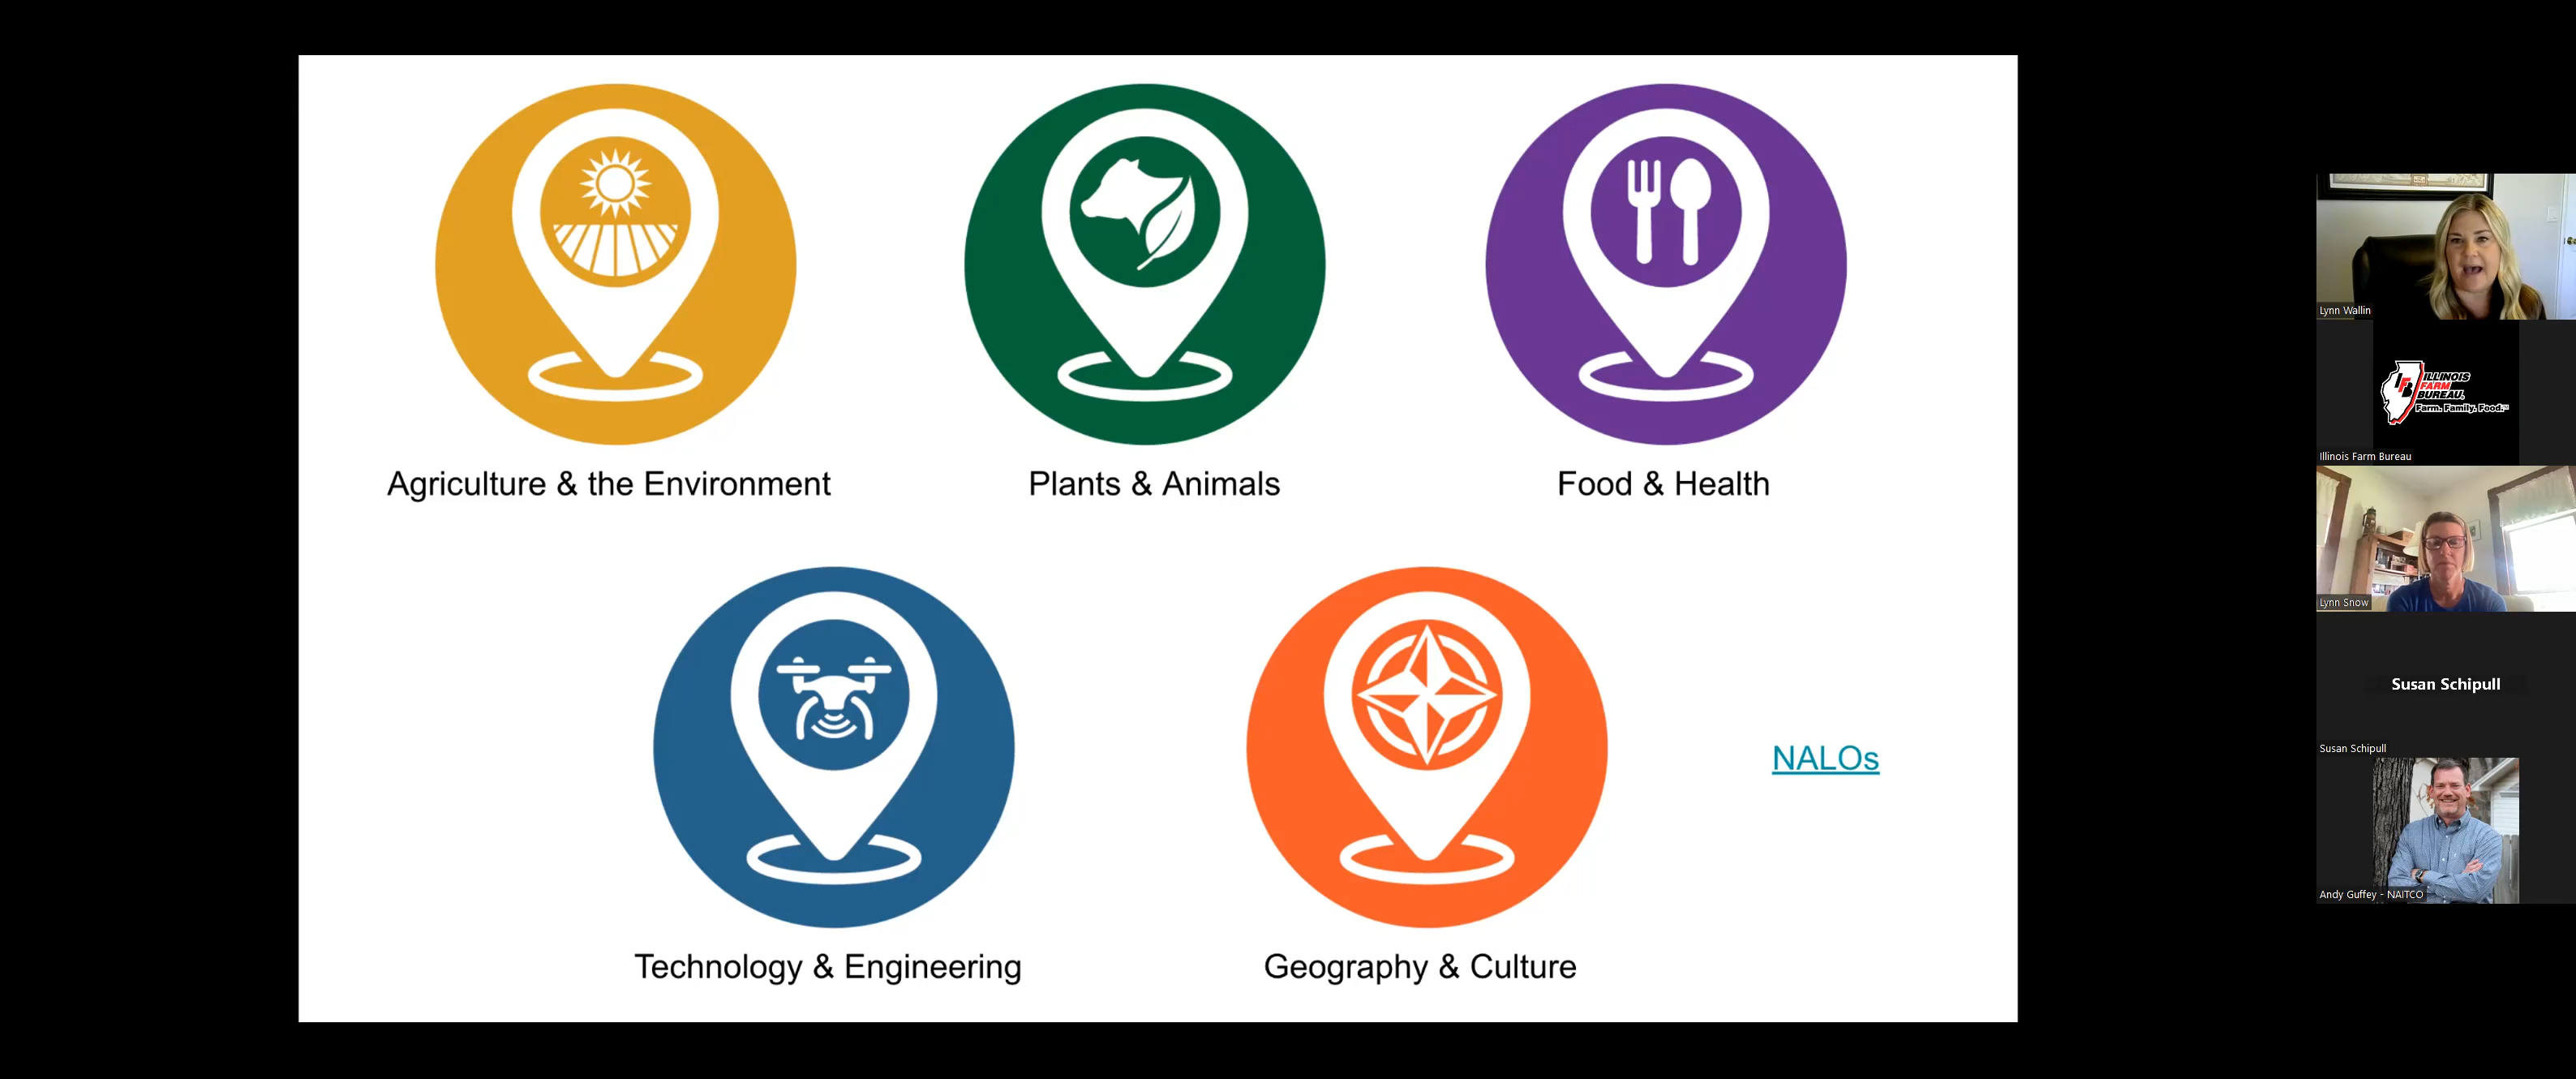 Agriculture & the Environment
Plants & Animals
Food & Health
Technology & Engineering
Geography & Culture
NALOs
Lynn Wallin
ILLINOIS
FARM
BUREAU.
Farm. Family. Food.™
Illinois Farm Bureau
Lynn Snow
Susan Schipull
Susan Schipull
Andy Guffey - NAITCO